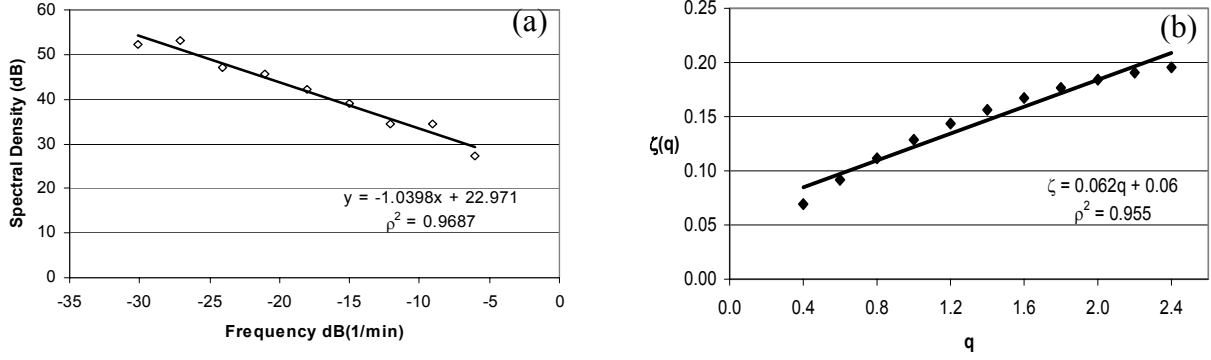 (a)
60
50
40
30
20
10
0
Spectral Density (dB)
y = -1.0398x + 22.971
ρ² = 0.9687
-35 -30 -25 -20 -15 -10 -5 0
Frequency dB(1/min)
(b)
0.25
0.20
0.15
0.10
0.05
0.00
ζ(q)
ζ = 0.062q + 0.06
ρ² = 0.955
0.0 0.4 0.8 1.2 1.6 2.0 2.4
q